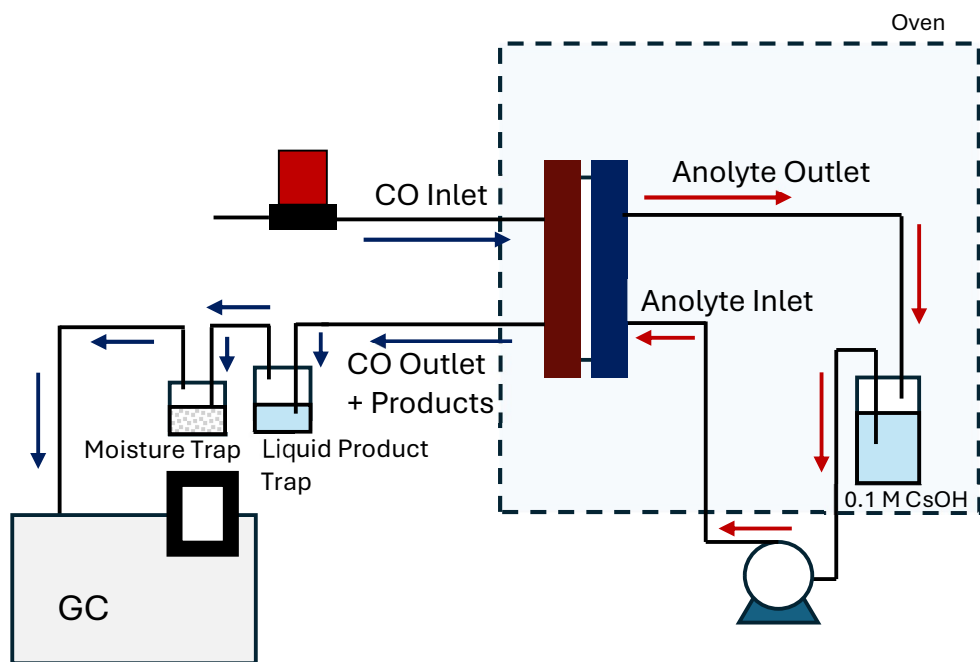 Oven
Anolyte Outlet
CO Inlet
Anolyte Inlet
CO Outlet
+ Products
Moisture Trap
Liquid Product
Trap
0.1 M CsOH
GC